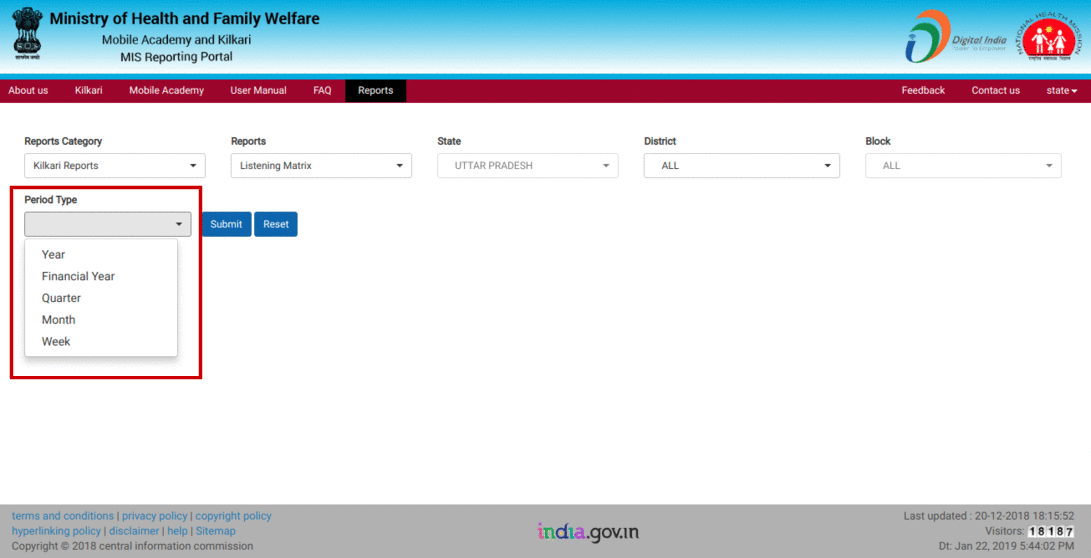 Ministry of Health and Family Welfare
Mobile Academy and Kilkari
MIS Reporting Portal
Digital India
Power To Empower
NATIONAL HEALTH MISSION
About us Kilkari Mobile Academy User Manual FAQ Reports Feedback Contact us state
Reports Category Reports State District Block
Kilkari Reports Listening Matrix UTTAR PRADESH ALL ALL
Period Type
Submit Reset
Year
Financial Year
Quarter
Month
Week
terms and conditions | privacy policy | copyright policy
hyperlinking policy | disclaimer | help | Sitemap
Copyright © 2018 central information commission
india.gov.in
Last updated : 20-12-2018 18:15:52
Visitors: 18187
Dt: Jan 22, 2019 5:44:02 PM